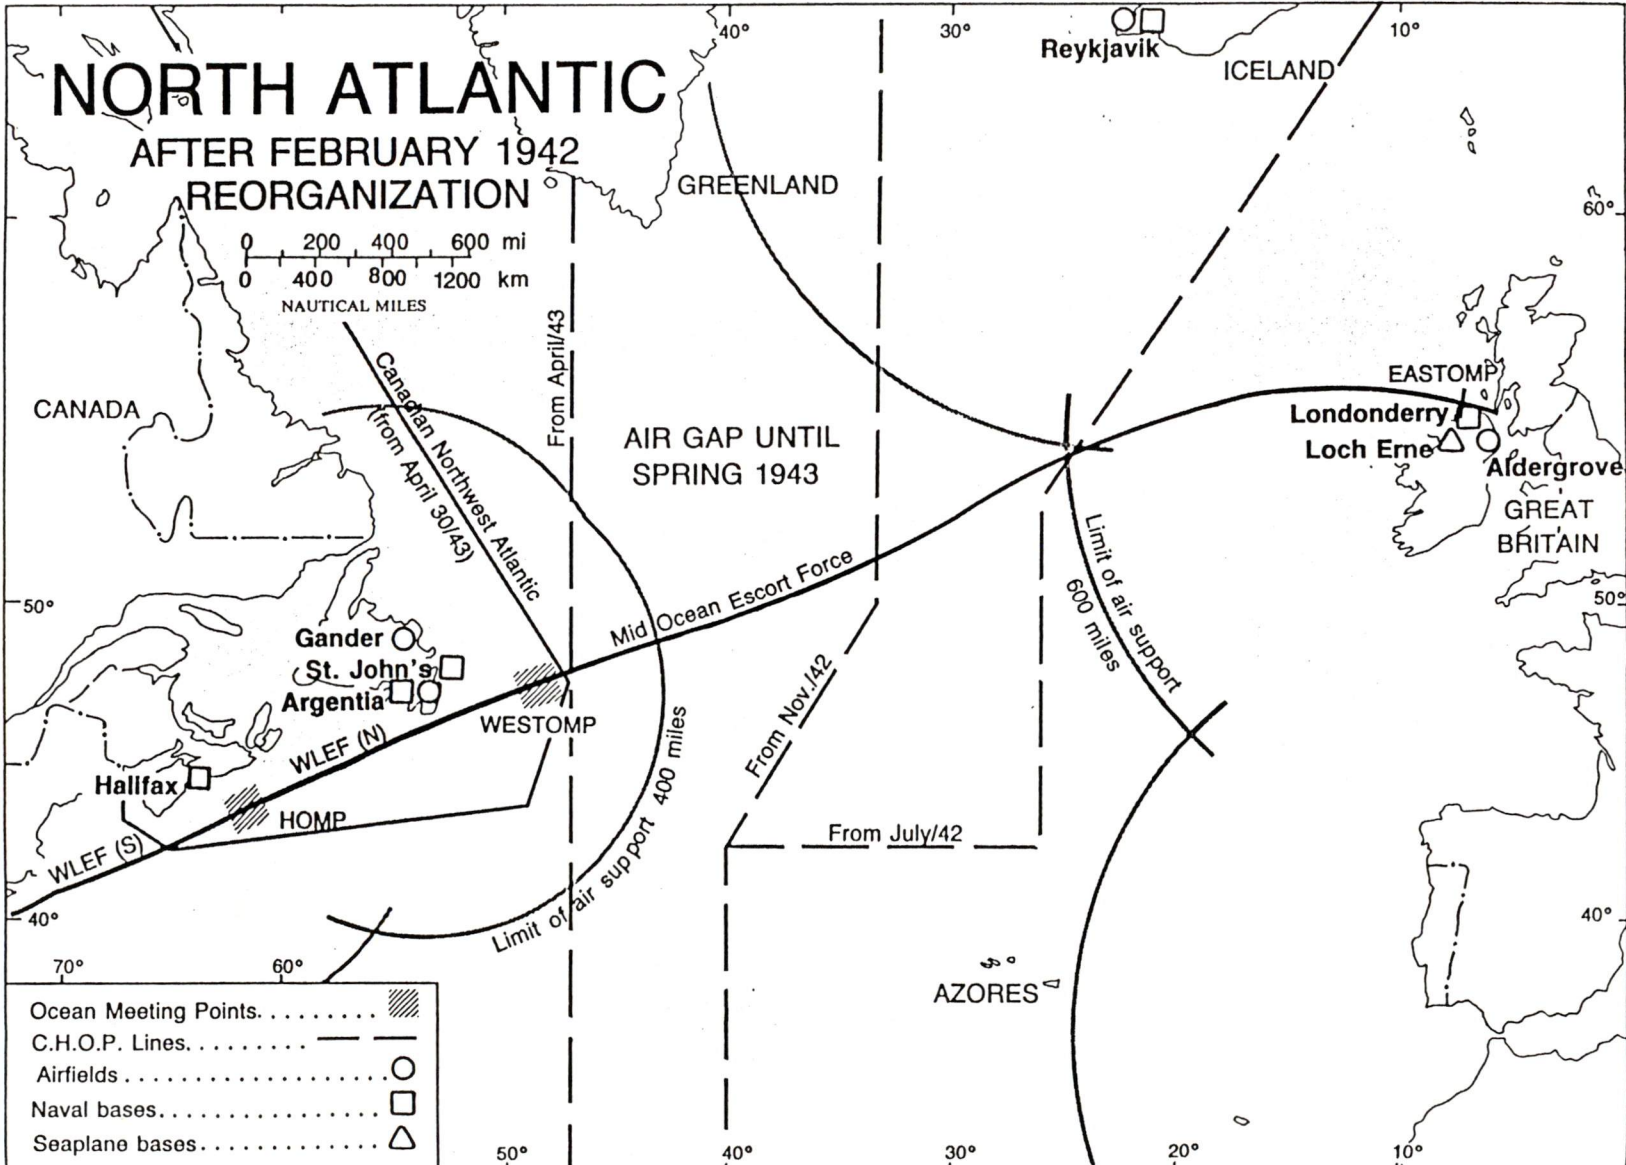 40°
30°
10°
Reykjavik
ICELAND
NORTH ATLANTIC
AFTER FEBRUARY 1942
REORGANIZATION
GREENLAND
60°
0 200 400 600 mi
0 400 800 1200 km
NAUTICAL MILES
From April/43
Canadian Northwest Atlantic
(from April 30/43)
CANADA
AIR GAP UNTIL
SPRING 1943
EASTOMP
Londonderry
Loch Erne
Aldergrove
GREAT
BRITAIN
50°
50°
Limit of air support
600 miles
Mid Ocean Escort Force
Gander
St. John's
Argentia
WESTOMP
WLEF (N)
From Nov./42
Halifax
HOMP
Limit of air support 400 miles
From July/42
WLEF (S)
40°
40°
70°
60°
AZORES
Ocean Meeting Points.........
C.H.O.P. Lines.........
Airfields....................
Naval bases.................
Seaplane bases..............
50°
40°
30°
20°
10°